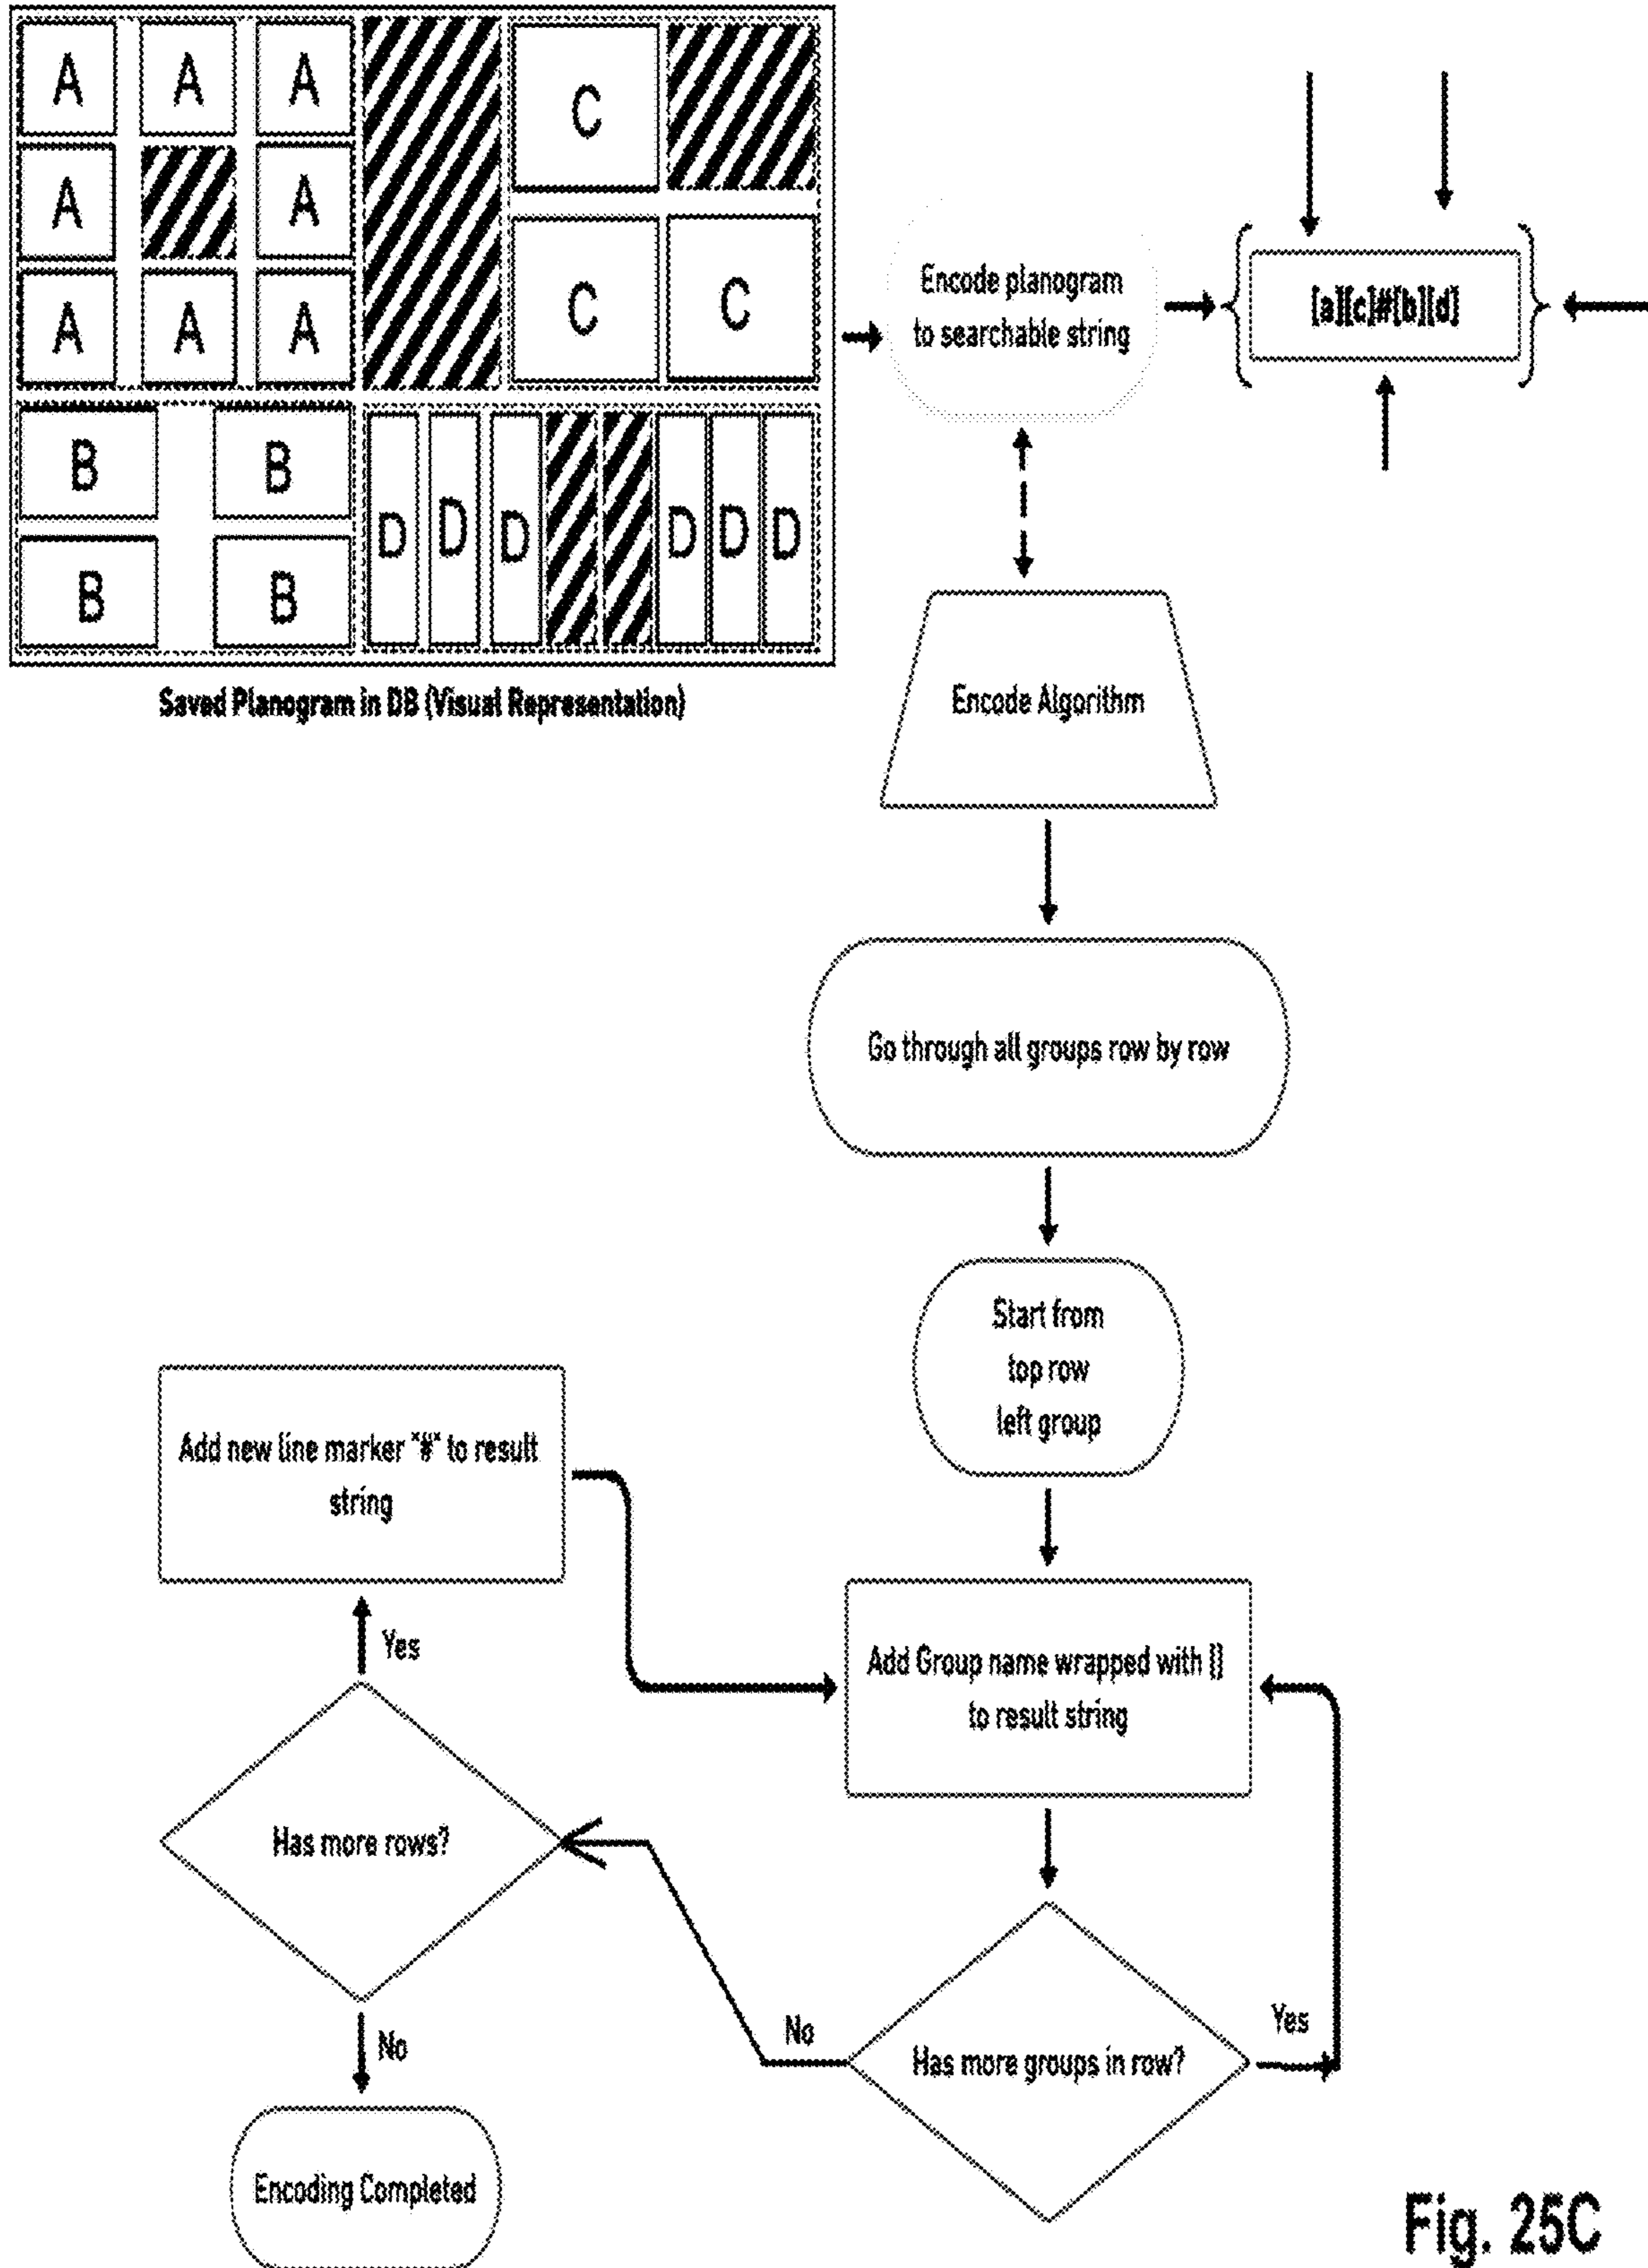 A A A C
A A
A A A C C
B B
D D D D D D
B B
Saved Planogram in DB (Visual Representation)
Encode planogram
to searchable string
[a][c]#[b][d]
Encode Algorithm
Go through all groups row by row
Start from
top row
left group
Add new line marker "#" to result
string
Yes
Add Group name wrapped with []
to result string
Has more rows?
No
Yes
Has more groups in row?
No
Encoding Completed
Fig. 25C